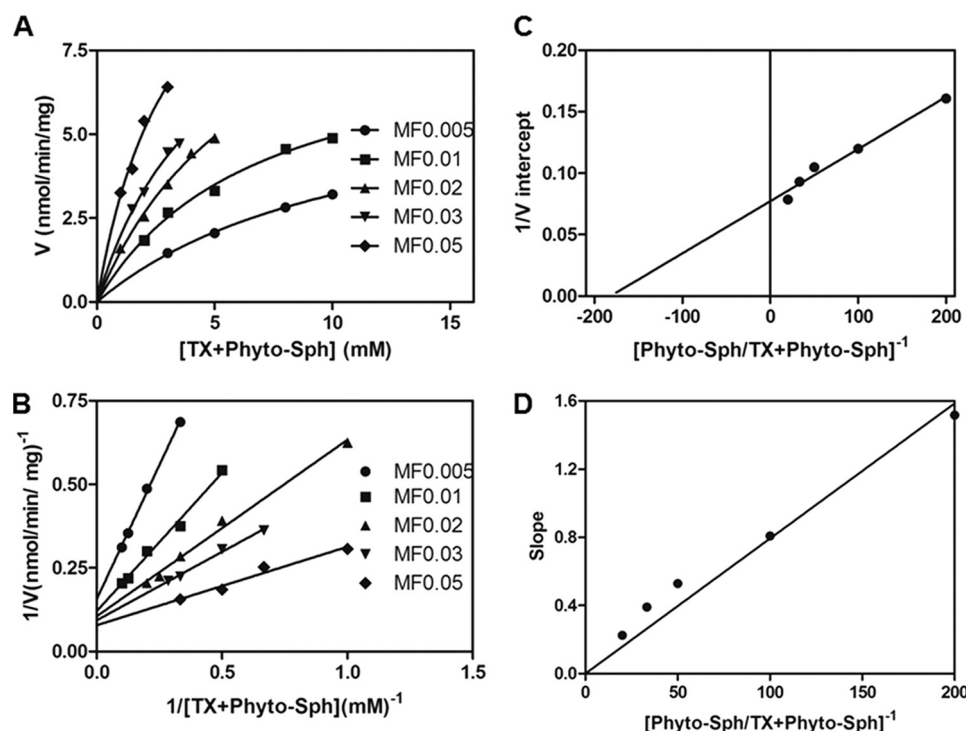 A
7.5
5.0
2.5
0.0
V (nmol/min/mg)
0
5
10
15
[TX+Phyto-Sph] (mM)
MF0.005
MF0.01
MF0.02
MF0.03
MF0.05
C
0.20
0.15
0.10
0.05
0.00
1/V intercept
-200
-100
0
100
200
[Phyto-Sph/TX+Phyto-Sph]-1
B
0.75
0.50
0.25
0.00
1/V(nmol/min/ mg)-1
0.0
0.5
1.0
1.5
1/[TX+Phyto-Sph](mM)-1
MF0.005
MF0.01
MF0.02
MF0.03
MF0.05
D
1.6
1.2
0.8
0.4
0.0
Slope
0
50
100
150
200
[Phyto-Sph/TX+Phyto-Sph]-1